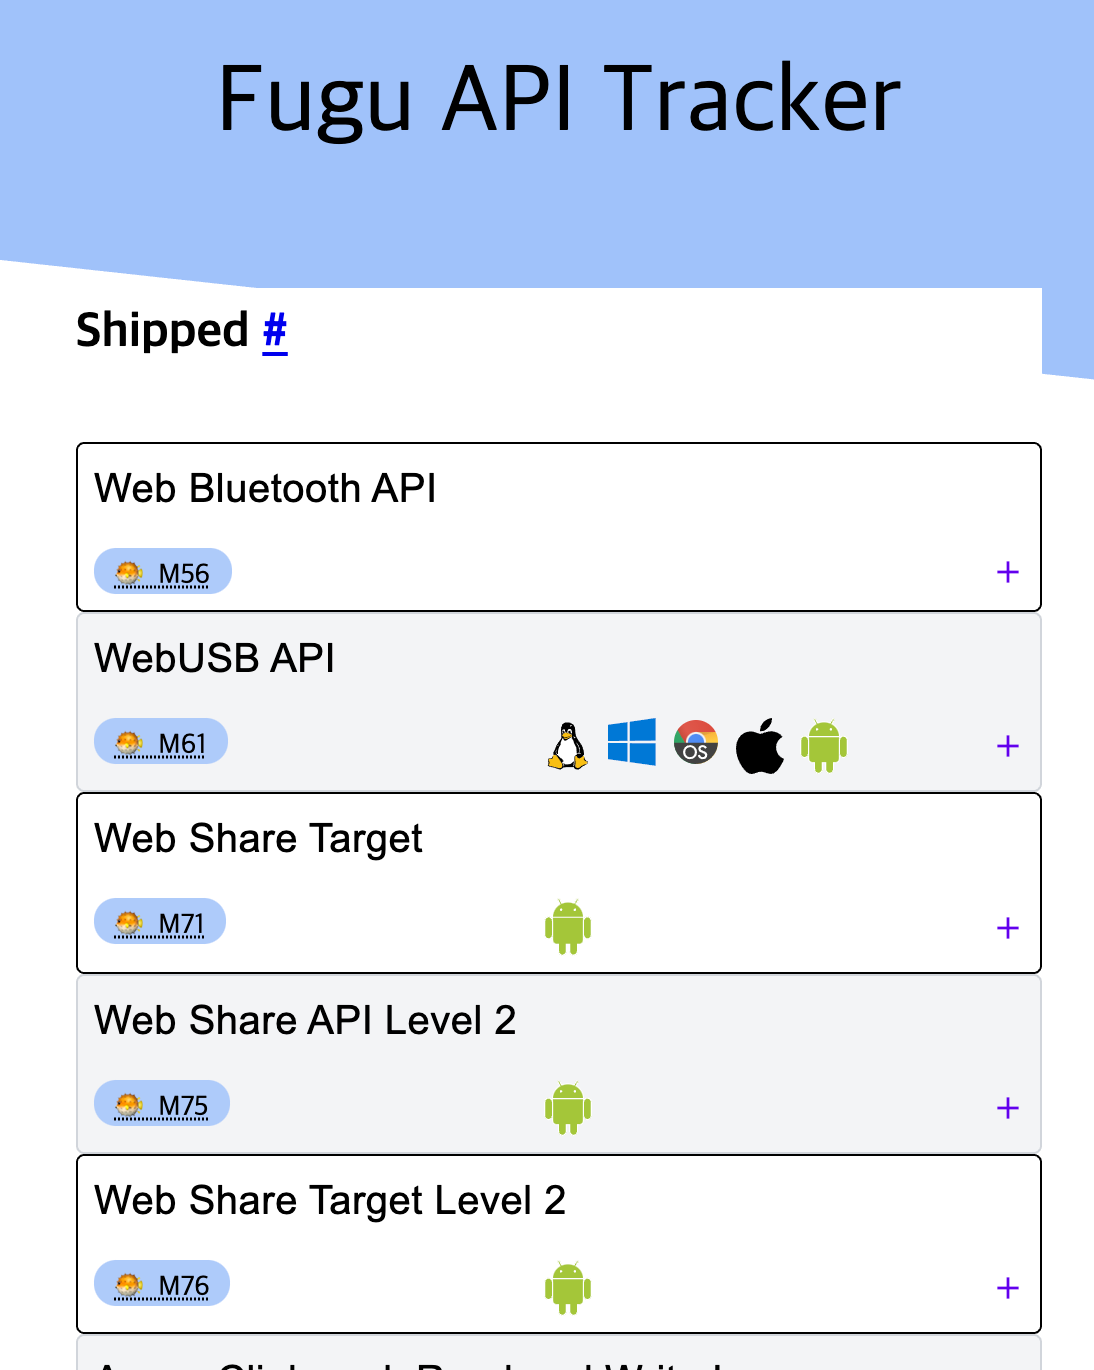 Fugu API Tracker
Shipped #
Web Bluetooth API
M56
+
WebUSB API
M61
OS
+
Web Share Target
M71
+
Web Share API Level 2
M75
+
Web Share Target Level 2
M76
+